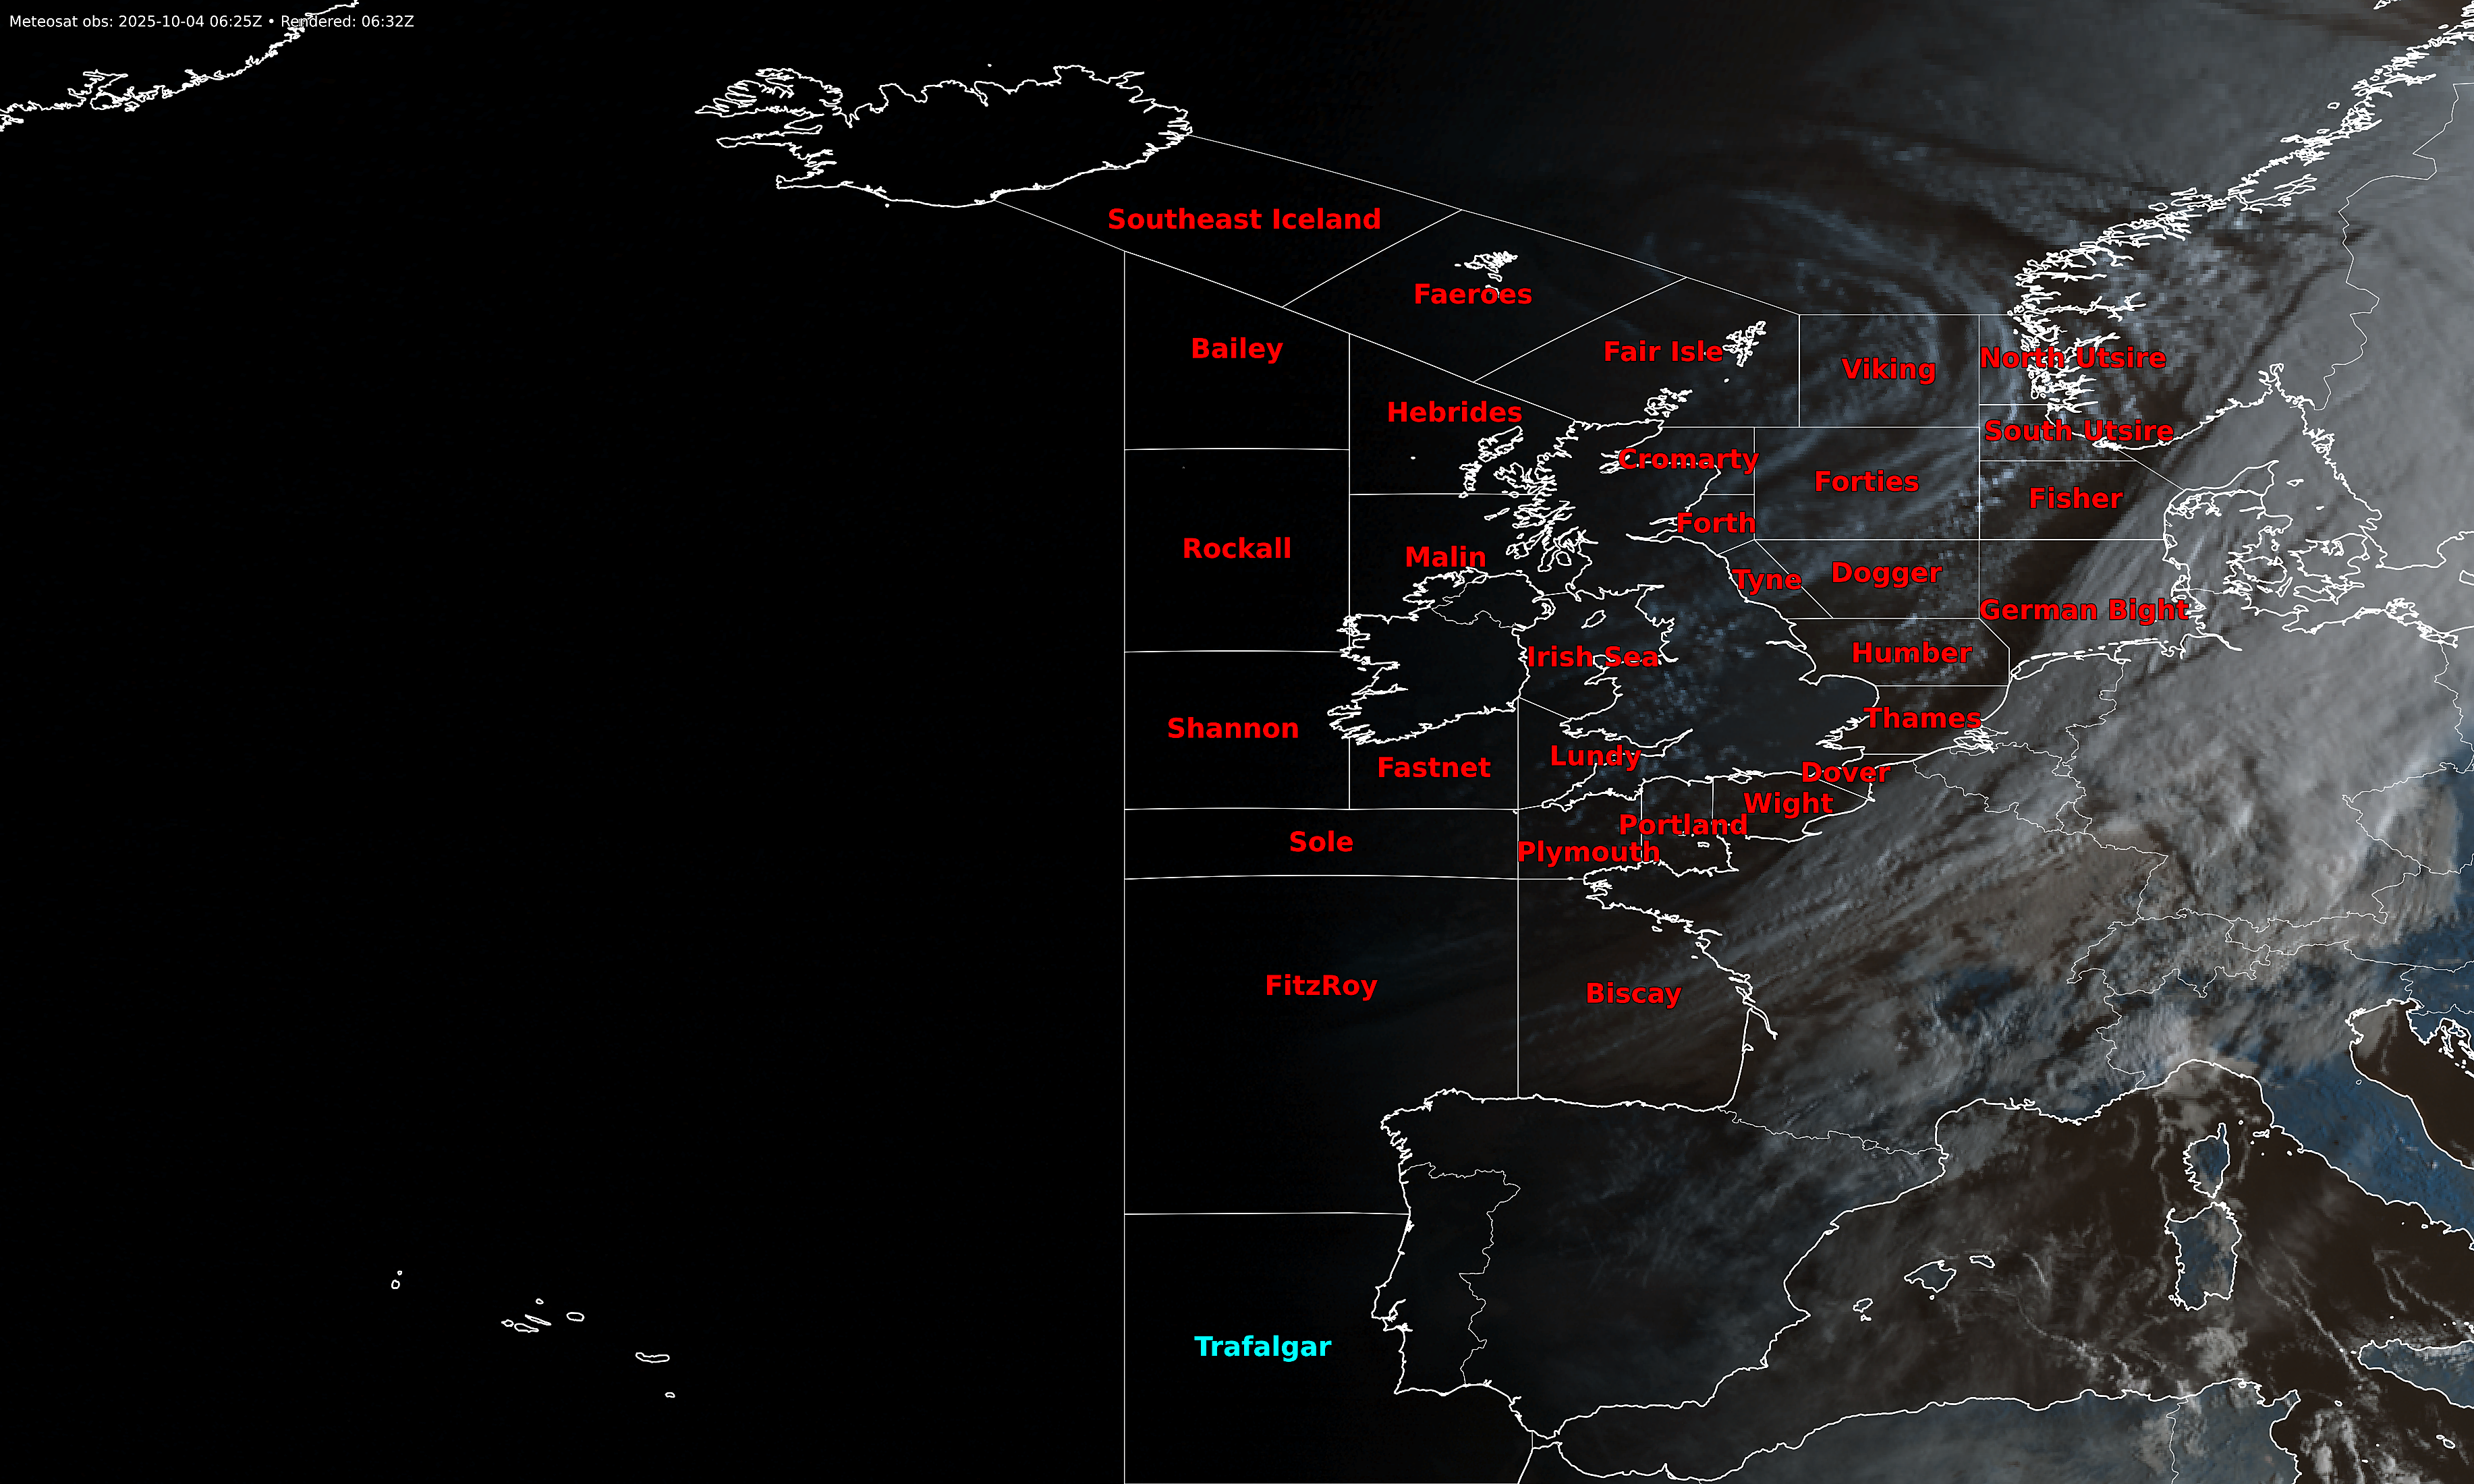 Meteosat obs: 2025-10-04 06:25Z • Rendered: 06:32Z
Southeast Iceland
Faeroes
Bailey
Fair Isle
Viking
North Utsire
Hebrides
South Utsire
Cromarty
Forties
Fisher
Rockall
Malin
Forth
Tyne
Dogger
German Bight
Irish Sea
Humber
Shannon
Thames
Fastnet
Lundy
Dover
Wight
Sole
Portland
Plymouth
FitzRoy
Biscay
Trafalgar